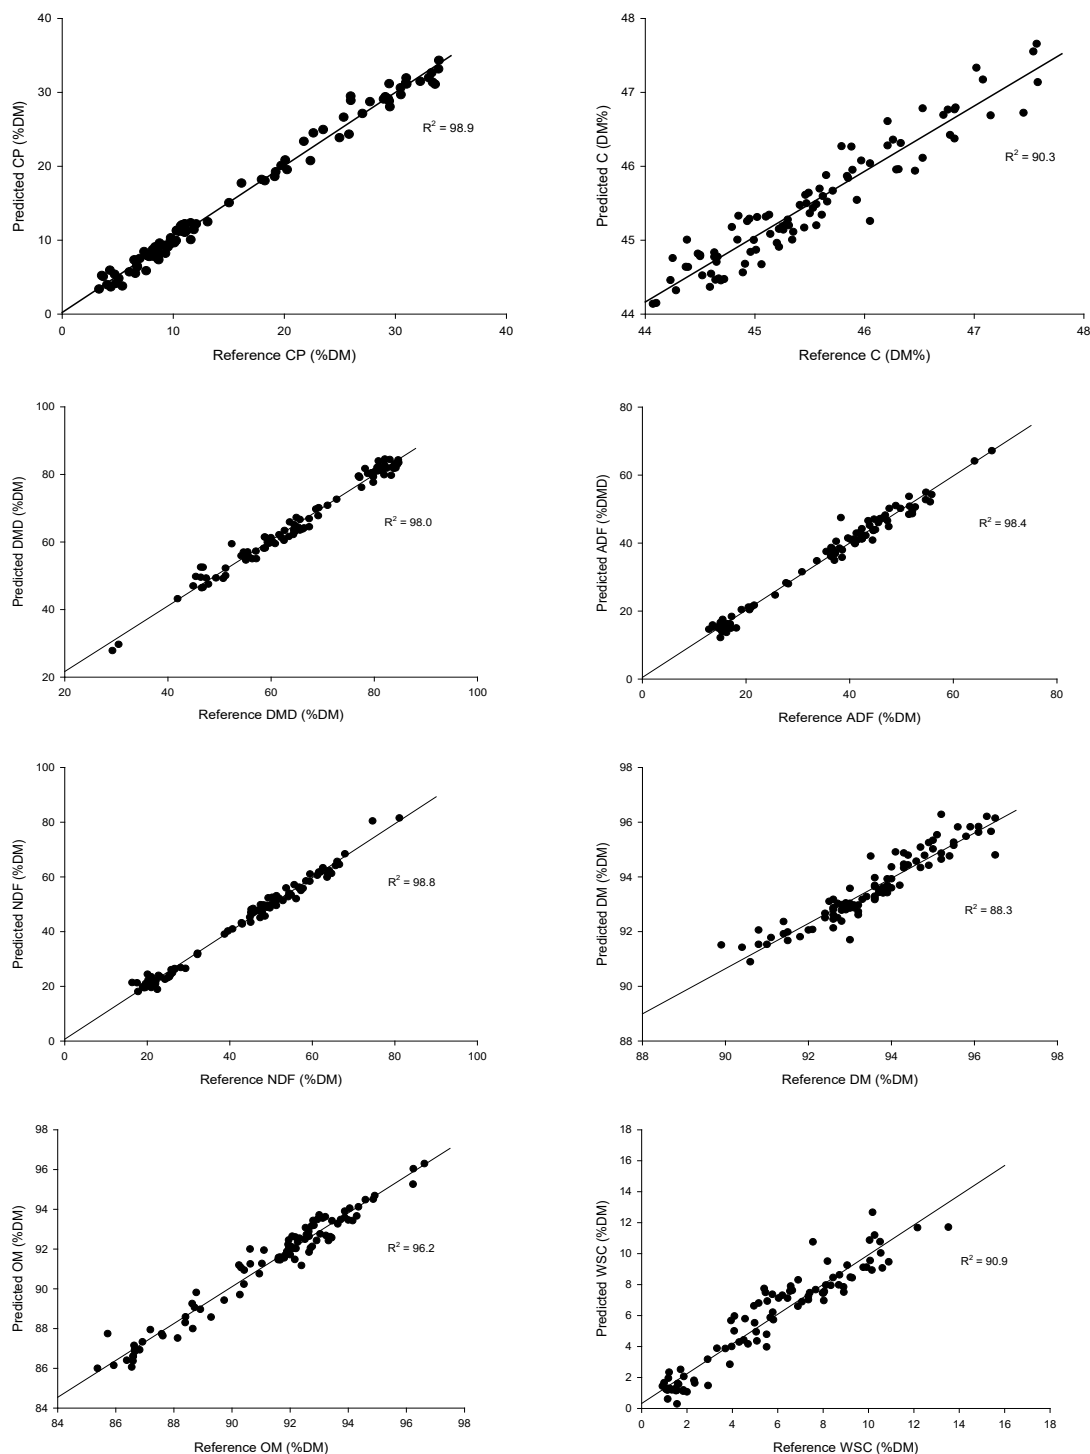 40
30
20
10
0
Predicted CP (%DM)
R² = 98.9
0 10 20 30 40
Reference CP (%DM)
48
47
46
45
44
Predicted C (DM%)
R² = 90.3
44 45 46 47 48
Reference C (DM%)
100
80
60
40
20
Predicted DMD (%DM)
R² = 98.0
20 40 60 80 100
Reference DMD (%DM)
80
60
40
20
0
Predicted ADF (%DMD)
R² = 98.4
0 20 40 60 80
Reference ADF (%DM)
100
80
60
40
20
0
Predicted NDF (%DM)
R² = 98.8
0 20 40 60 80 100
Reference NDF (%DM)
98
96
94
92
90
88
Predicted DM (%DM)
R² = 88.3
88 90 92 94 96 98
Reference DM (%DM)
98
96
94
92
90
88
86
84
Predicted OM (%DM)
R² = 96.2
84 86 88 90 92 94 96 98
Reference OM (%DM)
18
16
14
12
10
8
6
4
2
0
Predicted WSC (%DM)
R² = 90.9
0 2 4 6 8 10 12 14 16 18
Reference WSC (%DM)